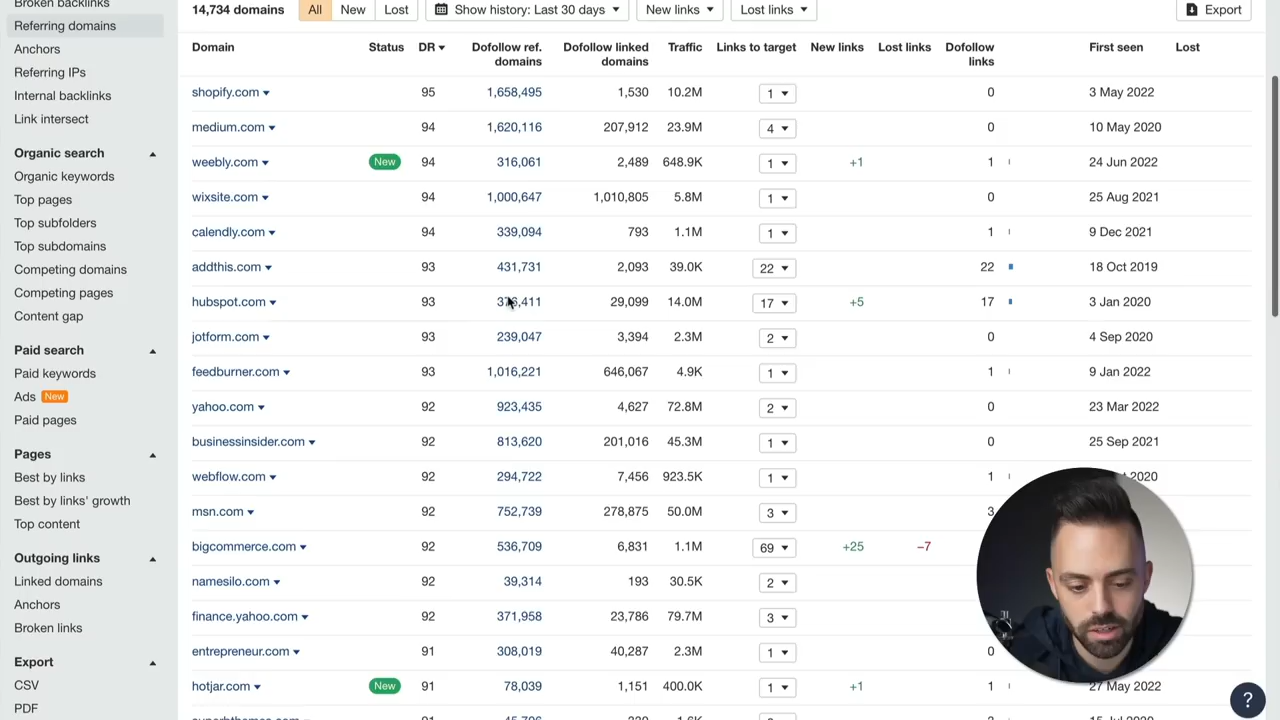 Broken backlinks
Referring domains
Anchors
Referring IPs
Internal backlinks
Link intersect
Organic search
Organic keywords
Top pages
Top subfolders
Top subdomains
Competing domains
Competing pages
Content gap
Paid search
Paid keywords
Ads New
Paid pages
Pages
Best by links
Best by links' growth
Top content
Outgoing links
Linked domains
Anchors
Broken links
Export
CSV
PDF
14,734 domains All New Lost Show history: Last 30 days New links Lost links Export
Domain Status DR Dofollow ref. domains Dofollow linked domains Traffic Links to target New links Lost links Dofollow links First seen Lost
shopify.com 95 1,658,495 1,530 10.2M 1 0 3 May 2022
medium.com 94 1,620,116 207,912 23.9M 4 0 10 May 2020
weebly.com New 94 316,061 2,489 648.9K 1 +1 1 24 Jun 2022
wixsite.com 94 1,000,647 1,010,805 5.8M 1 0 25 Aug 2021
calendly.com 94 339,094 793 1.1M 1 1 9 Dec 2021
addthis.com 93 431,731 2,093 39.0K 22 22 18 Oct 2019
hubspot.com 93 29,099 14.0M 17 +5 17 3 Jan 2020
jotform.com 93 239,047 3,394 2.3M 2 0 4 Sep 2020
feedburner.com 93 1,016,221 646,067 4.9K 1 1 9 Jan 2022
yahoo.com 92 923,435 4,627 72.8M 2 0 23 Mar 2022
businessinsider.com 92 813,620 201,016 45.3M 1 0 25 Sep 2021
webflow.com 92 294,722 7,456 923.5K 1 1 2020
msn.com 92 752,739 278,875 50.0M 3 3
bigcommerce.com 92 536,709 6,831 1.1M 69 +25 −7
namesilo.com 92 39,314 193 30.5K 2
finance.yahoo.com 92 371,958 23,786 79.7M 3
entrepreneur.com 91 308,019 40,287 2.3M 1 0
hotjar.com New 91 78,039 1,151 400.0K 1 +1 1 27 May 2022
?